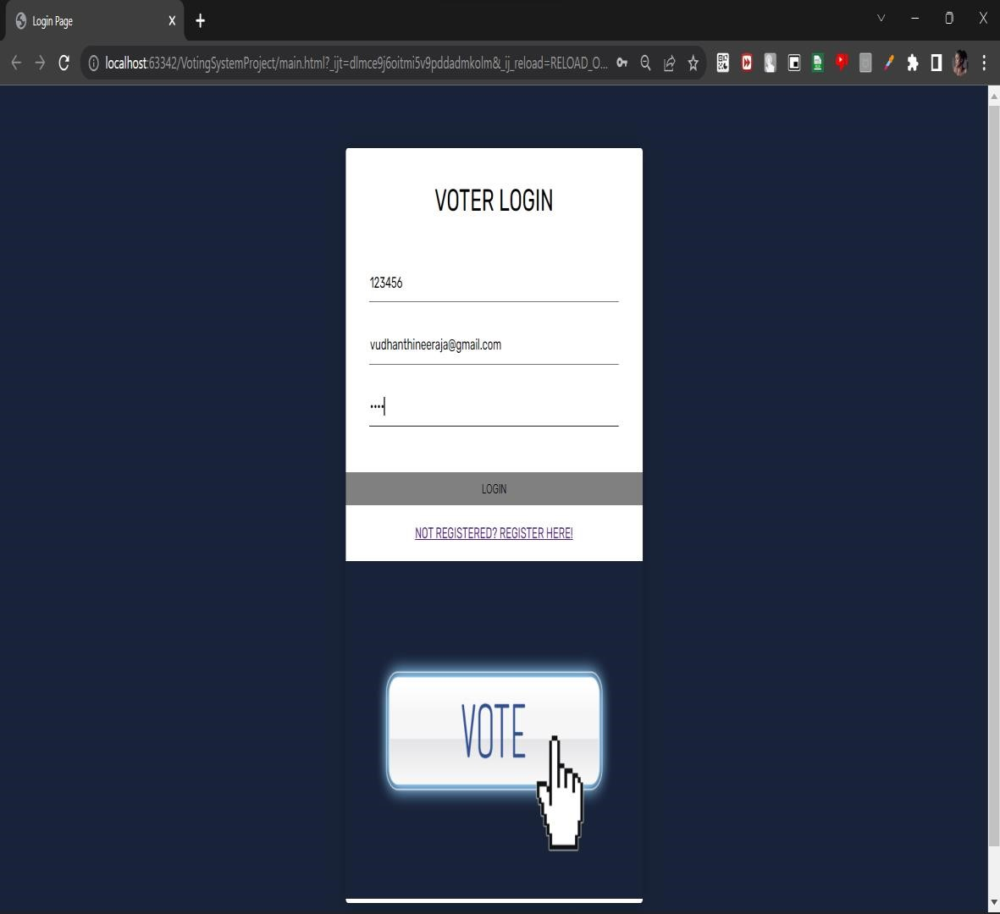 Login Page
localhost:63342/VotingSystemProject/main.html?_ijt=dlmce9j6oitmi5v9pddadmkolm&_ij_reload=RELOAD_O...
VOTER LOGIN
123456
vudhanthineeraja@gmail.com
••••
LOGIN
NOT REGISTERED? REGISTER HERE!
VOTE